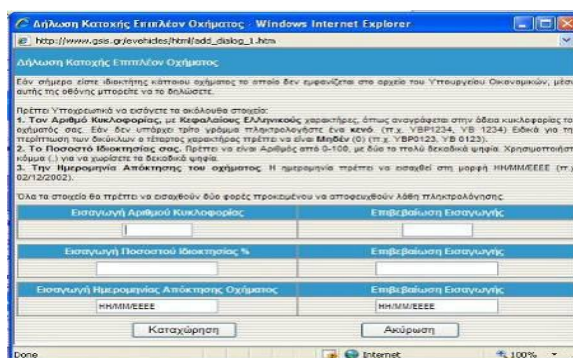 Δήλωση Κατοχής Επιπλέον Οχήματος - Windows Internet Explorer
http://www.gsis.gr/evehicles/html/add_dialog_1.htm
Δήλωση Κατοχής Επιπλέον Οχήματος
Εάν σήμερα είστε ιδιοκτήτης κάποιου οχήματος το οποίο δεν εμφανίζεται στο αρχείο του Υπουργείου Οικονομικών, μέσω
αυτής της οθόνης μπορείτε να το δηλώσετε.
Πρέπει Υποχρεωτικά να εισάγετε τα ακόλουθα στοιχεία:
1. Τον Αριθμό Κυκλοφορίας, με Κεφαλαίους Ελληνικούς χαρακτήρες, όπως αναγράφεται στην άδεια κυκλοφορίας το
οχήματός σας. Εάν δεν υπάρχει τρίτο γράμμα πληκτρολογήστε ένα κενό. (π.χ. ΥΒΡ1234, ΥΒ 1234) Ειδικά για τη
περίπτωση των δικύκλων ο τέταρτος χαρακτήρας πρέπει να είναι Μηδέν (0) (π.χ. ΥΒΡ0123, ΥΒ 0123).
2. Το Ποσοστό Ιδιοκτησίας σας. Πρέπει να είναι Αριθμός από 0-100, με δύο το πολύ δεκαδικά ψηφία. Χρησιμοποιήστ
κόμμα (,) για να χωρίσετε τα δεκαδικά ψηφία.
3. Την Ημερομηνία Απόκτησης του οχήματος. Η ημερομηνία πρέπει να εισαχθεί στη μορφή ΗΗ/ΜΜ/ΕΕΕΕ (π.χ
02/12/2002).
Όλα τα στοιχεία θα πρέπει να εισαχθούν δύο φορές προκειμένου να αποφευχθούν λάθη πληκτρολόγησης.
Εισαγωγή Αριθμού Κυκλοφορίας Επιβεβαίωση Εισαγωγής
Εισαγωγή Ποσοστού Ιδιοκτησίας % Επιβεβαίωση Εισαγωγής
Εισαγωγή Ημερομηνίας Απόκτησης Οχήματος Επιβεβαίωση Εισαγωγής
ΗΗ/ΜΜ/ΕΕΕΕ ΗΗ/ΜΜ/ΕΕΕΕ
Καταχώρηση Ακύρωση
Done Internet 100%